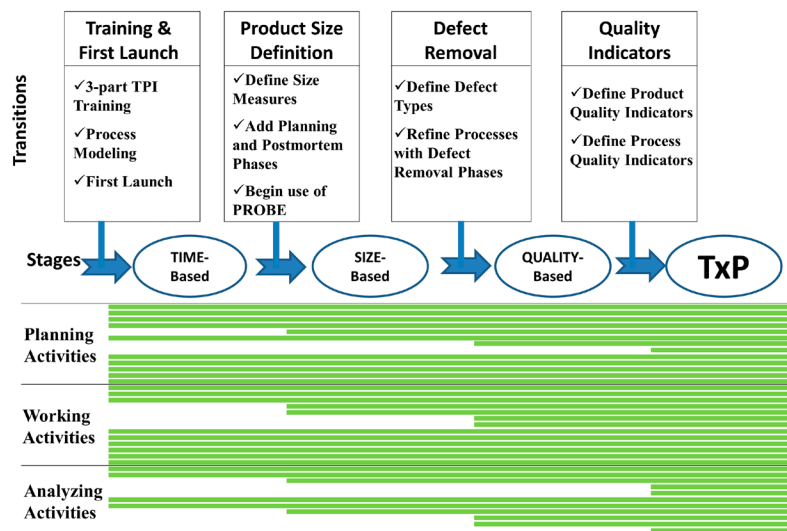 Transitions
Training &
First Launch
✓3-part TPI
Training
✓Process
Modeling
✓First Launch
Product Size
Definition
✓Define Size
Measures
✓Add Planning
and Postmortem
Phases
✓Begin use of
PROBE
Defect
Removal
✓Define Defect
Types
✓Refine Processes
with Defect
Removal Phases
Quality
Indicators
✓Define Product
Quality Indicators
✓Define Process
Quality Indicators
Stages
TIME-
Based
SIZE-
Based
QUALITY-
Based
TxP
Planning
Activities
Working
Activities
Analyzing
Activities